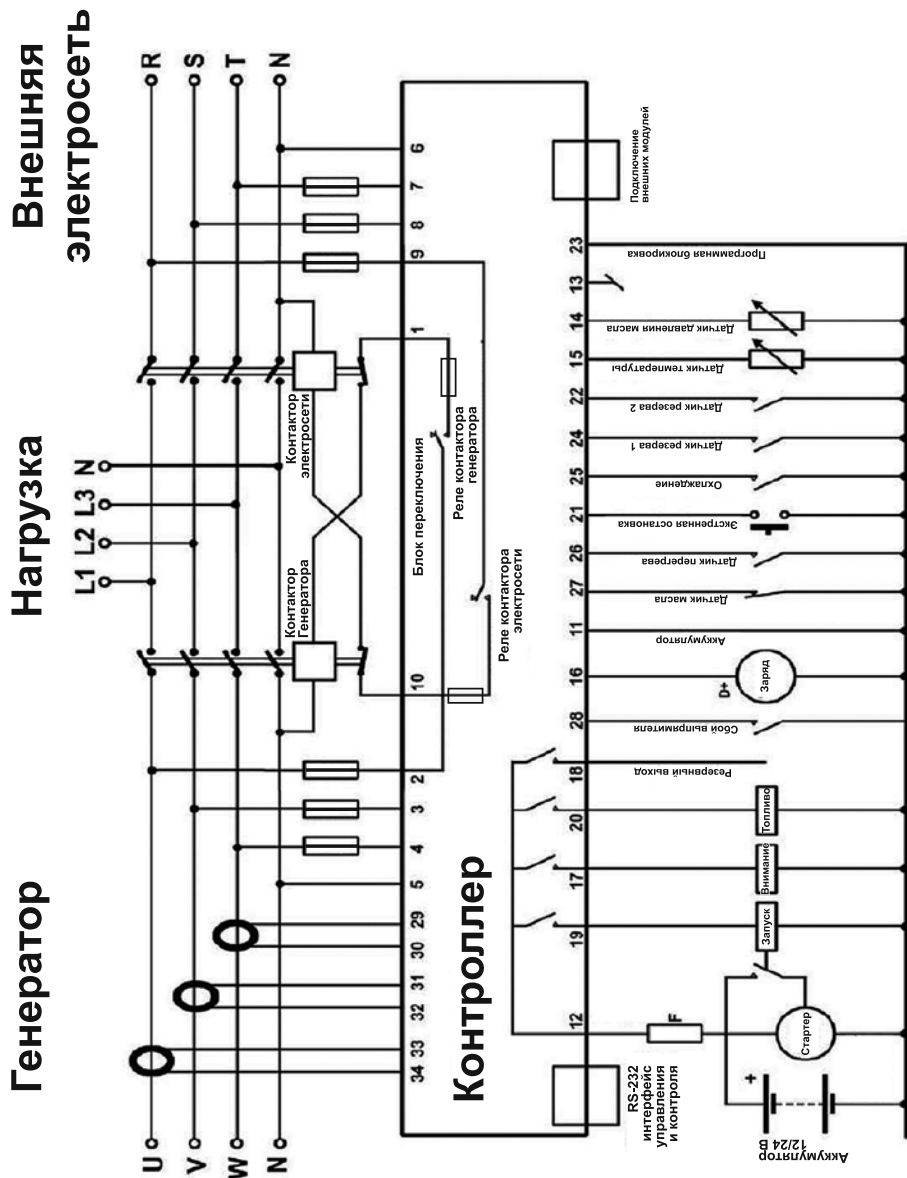 Внешняя
электросеть
R
S
T
N
Нагрузка
L1
L2
L3
N
Генератор
U
V
W
N
Контактор
электросети
Контактор
Генератора
Блок переключения
Реле контактора
генератора
Реле контактора
электросети
6
7
8
9
1
10
2
3
4
5
29
30
31
32
33
34
Контроллер
Подключение
внешних модулей
23
Программная блокировка
13
14
Датчик давления масла
15
Датчик температуры
22
Датчик резерва 2
24
Датчик резерва 1
25
Охлаждение
21
Экстренная остановка
26
Датчик перегрева
27
Датчик масла
11
Аккумулятор
16
D+
Заряд
28
Сбой выпрямителя
18
Резервный выход
20
Топливо
17
Внимание
19
Запуск
12
F
Стартер
RS-232
интерфейс
управления
и контроля
+
Аккумулятор
12/24 В